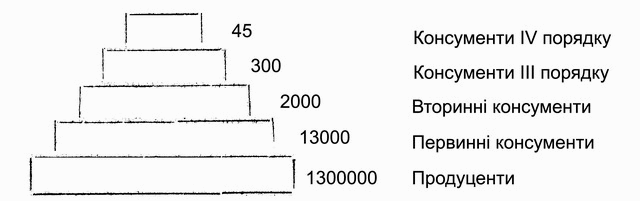 45 Консументи IV порядку
300 Консументи III порядку
2000 Вторинні консументи
13000 Первинні консументи
1300000 Продуценти